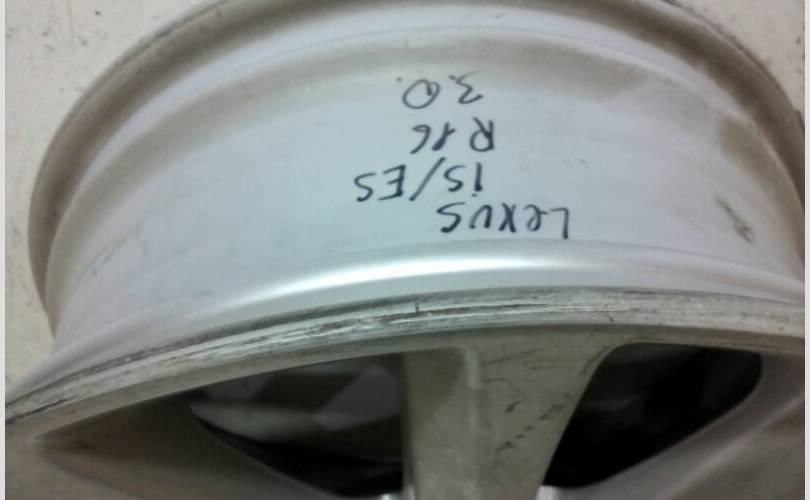 Lexus
iS/ES
R16
3.0.